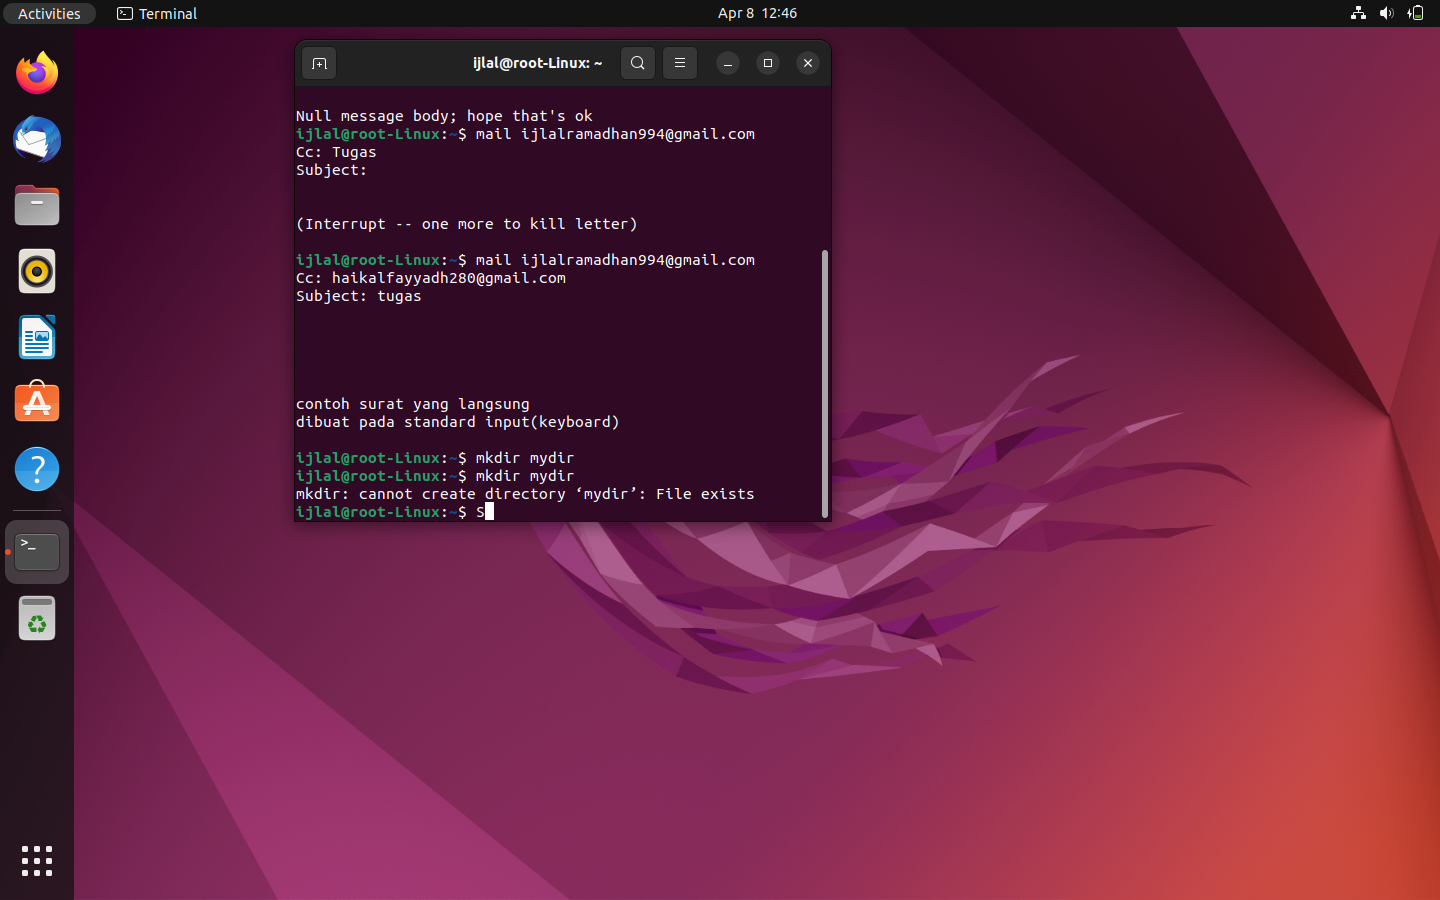 Activities
Terminal
Apr 8 12:46
ijlal@root-Linux: ~
Null message body; hope that's ok
ijlal@root-Linux:~$ mail ijlalramadhan994@gmail.com
Cc: Tugas
Subject:
(Interrupt -- one more to kill letter)
ijlal@root-Linux:~$ mail ijlalramadhan994@gmail.com
Cc: haikalfayyadh280@gmail.com
Subject: tugas
contoh surat yang langsung
dibuat pada standard input(keyboard)
ijlal@root-Linux:~$ mkdir mydir
ijlal@root-Linux:~$ mkdir mydir
mkdir: cannot create directory ‘mydir’: File exists
ijlal@root-Linux:~$ S